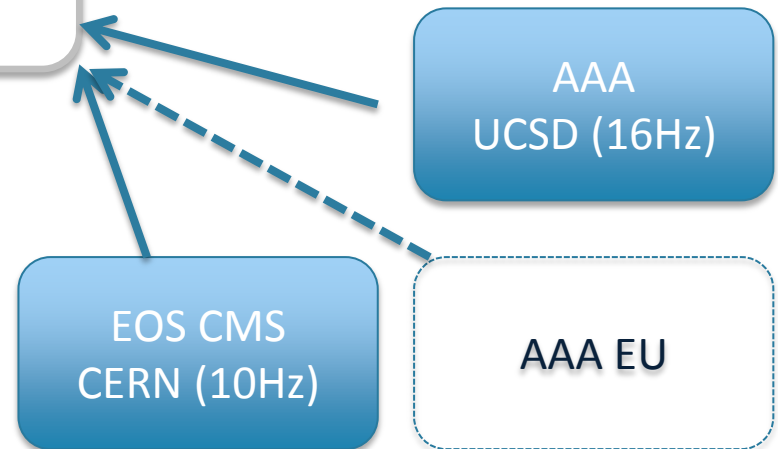 AAA
UCSD (16Hz)
EOS CMS
CERN (10Hz)
AAA EU